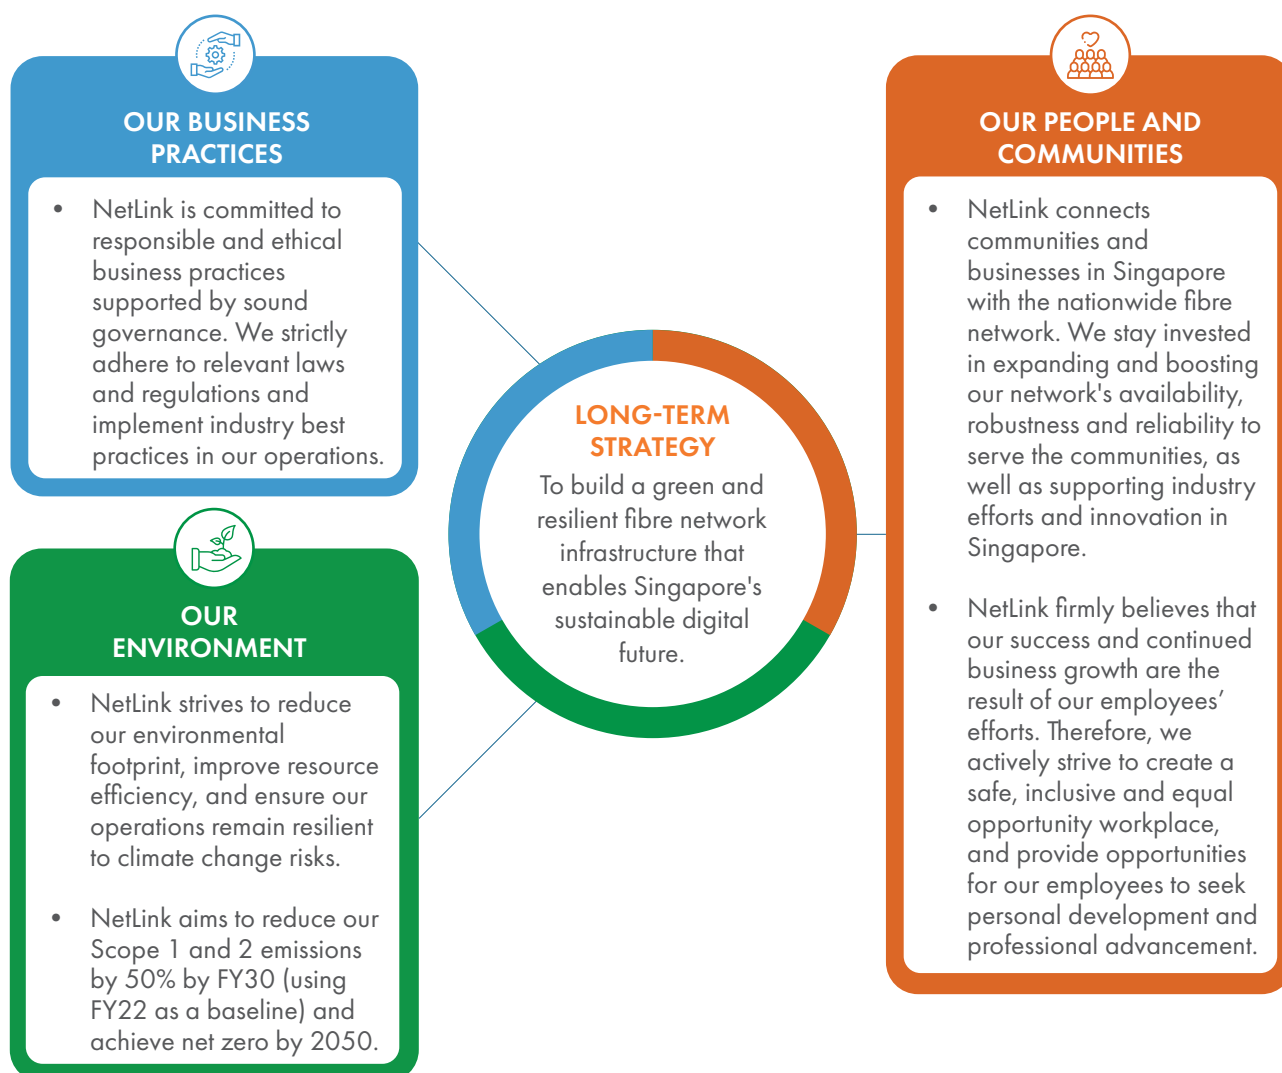 OUR BUSINESS
PRACTICES
• NetLink is committed to
responsible and ethical
business practices
supported by sound
governance. We strictly
adhere to relevant laws
and regulations and
implement industry best
practices in our operations.
OUR
ENVIRONMENT
• NetLink strives to reduce
our environmental
footprint, improve resource
efficiency, and ensure our
operations remain resilient
to climate change risks.
• NetLink aims to reduce our
Scope 1 and 2 emissions
by 50% by FY30 (using
FY22 as a baseline) and
achieve net zero by 2050.
LONG-TERM
STRATEGY
To build a green and
resilient fibre network
infrastructure that
enables Singapore's
sustainable digital
future.
OUR PEOPLE AND
COMMUNITIES
• NetLink connects
communities and
businesses in Singapore
with the nationwide fibre
network. We stay invested
in expanding and boosting
our network's availability,
robustness and reliability to
serve the communities, as
well as supporting industry
efforts and innovation in
Singapore.
• NetLink firmly believes that
our success and continued
business growth are the
result of our employees’
efforts. Therefore, we
actively strive to create a
safe, inclusive and equal
opportunity workplace,
and provide opportunities
for our employees to seek
personal development and
professional advancement.